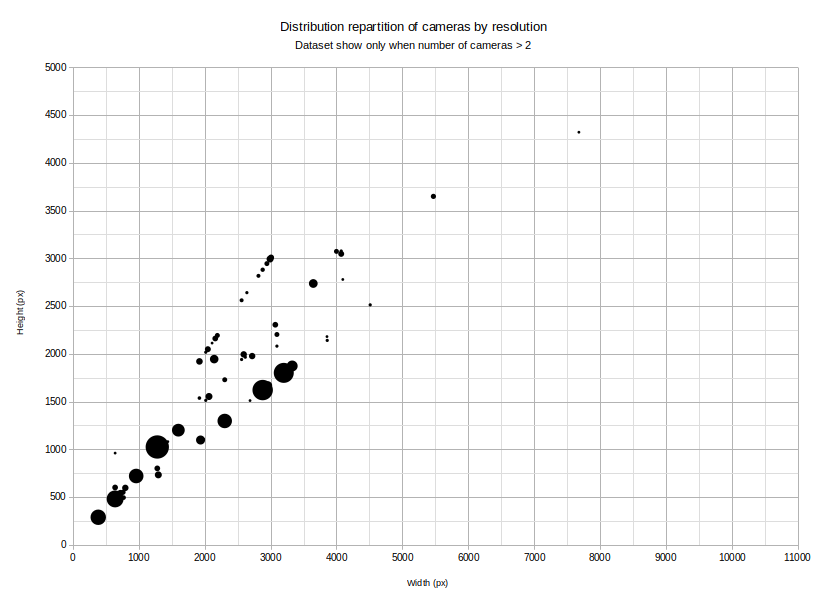 Distribution repartition of cameras by resolution
Dataset show only when number of cameras > 2
5000
4500
4000
3500
3000
2500
2000
1500
1000
500
0
Height (px)
0 1000 2000 3000 4000 5000 6000 7000 8000 9000 10000 11000
Width (px)